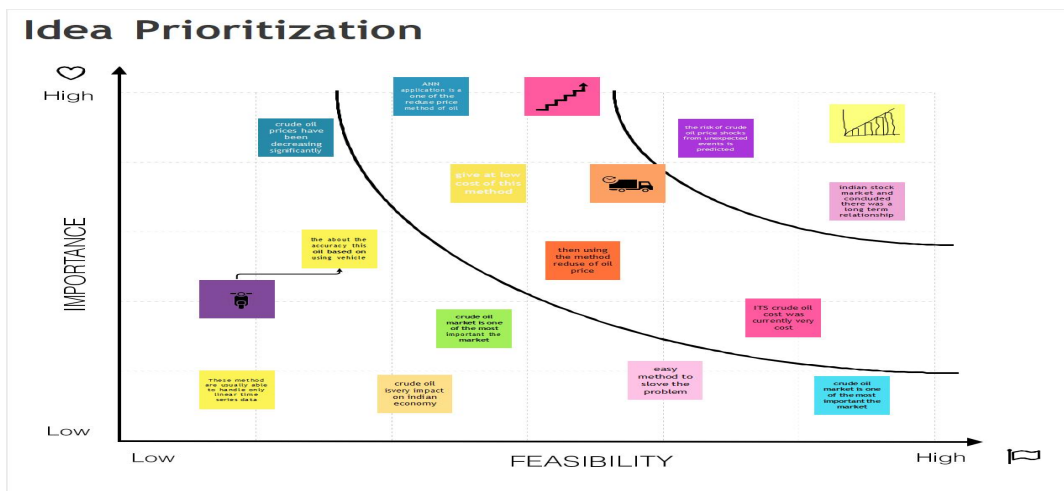 Idea Prioritization
High
ANN
application is a
one of the
reduse price
method of oil
crude oil
prices have
been
decreasing
significantly
the risk of crude
oil price shocks
from unexpected
events is
predicted
give at low
cost of this
method
indian stock
market and
concluded
there was a
long term
relationship
the about the
accuracy this
oil based on
using vehicle
then using
the method
reduse of oil
price
IMPORTANCE
crude oil
market is one
of the most
important the
market
ITS crude oil
cost was
currently very
cost
These method
are usually able
to handle only
linear time
series data
crude oil
isvery impact
on indian
economy
easy
method to
slove the
problem
crude oil
market is one
of the most
important the
market
Low
Low
FEASIBILITY
High